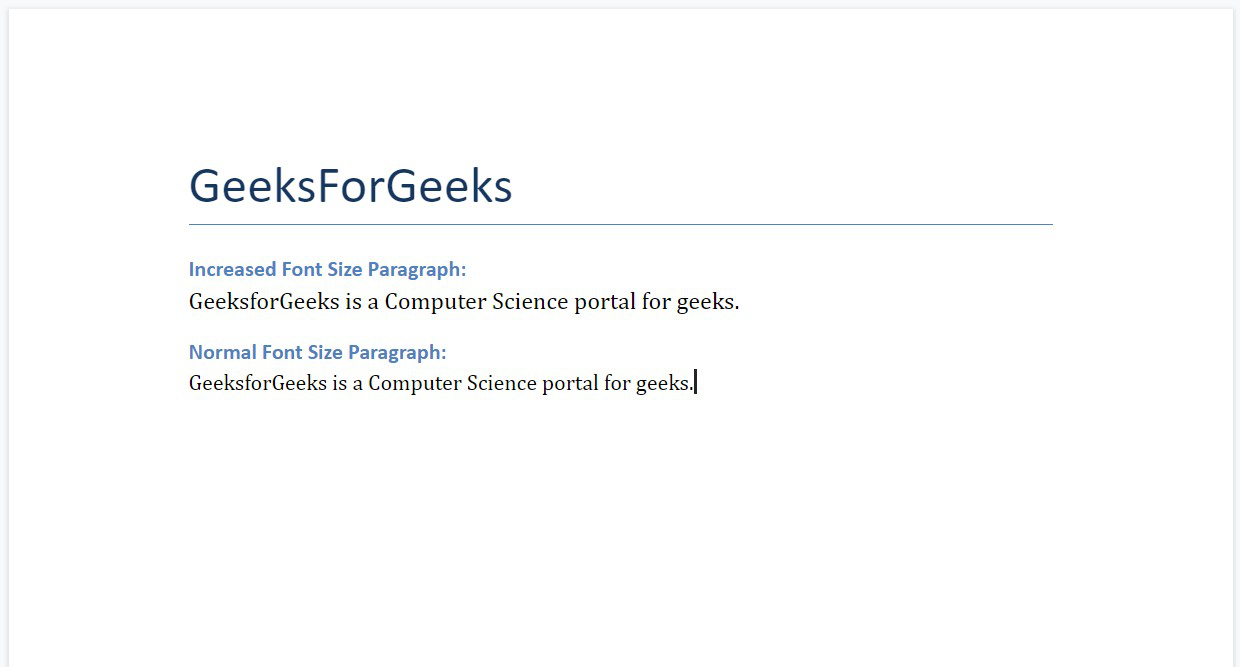 GeeksForGeeks
Increased Font Size Paragraph:
GeeksforGeeks is a Computer Science portal for geeks.
Normal Font Size Paragraph:
GeeksforGeeks is a Computer Science portal for geeks.